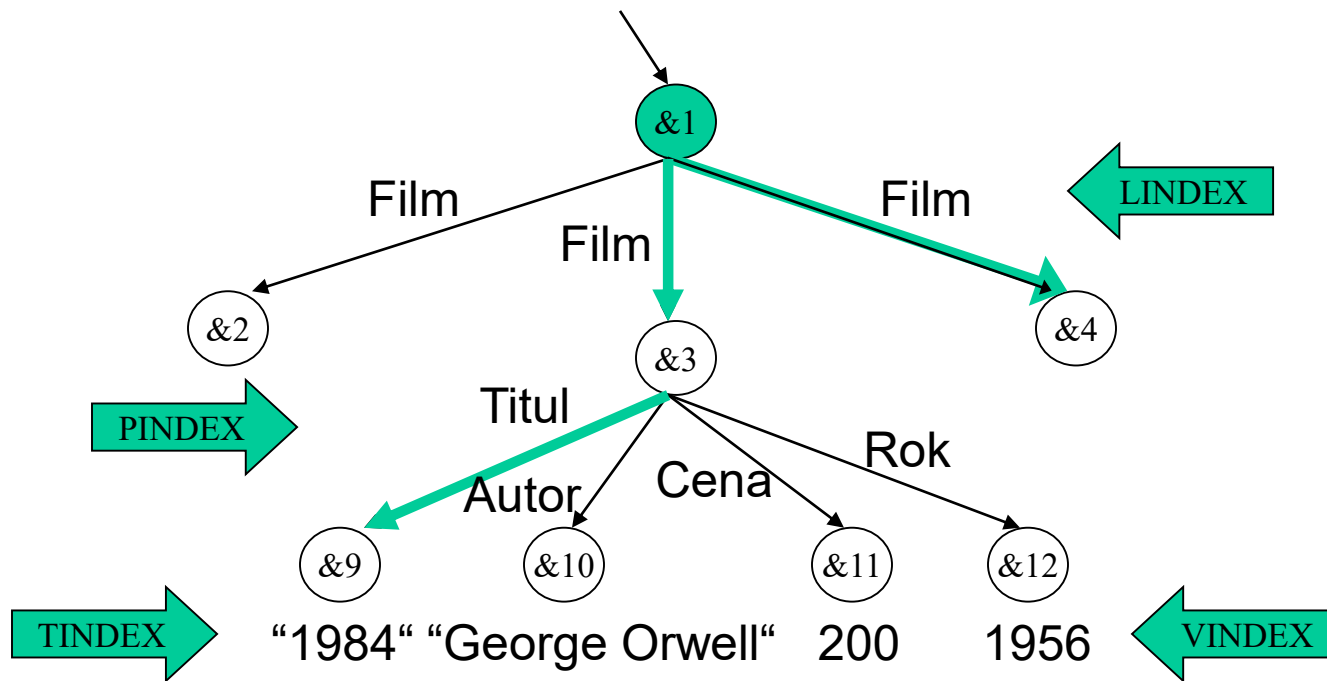 &1
LINDEX
Film
Film
Film
&2
&4
&3
Titul
PINDEX
Rok
Cena
Autor
&9
&10
&11
&12
TINDEX
“1984“ “George Orwell“ 200 1956
VINDEX